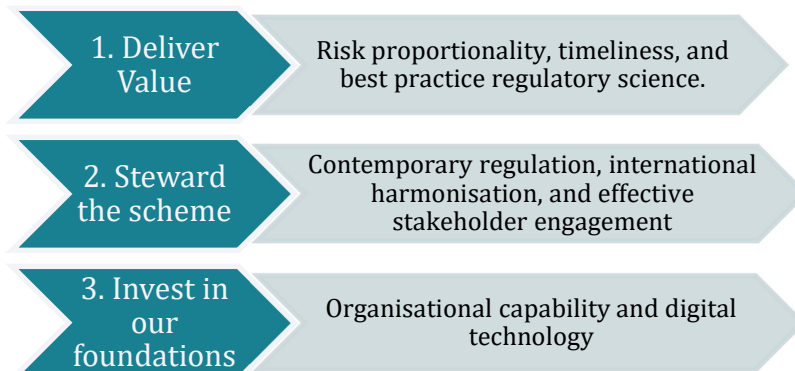 1. Deliver
Value
Risk proportionality, timeliness, and
best practice regulatory science.
2. Steward
the scheme
Contemporary regulation, international
harmonisation, and effective
stakeholder engagement
3. Invest in
our
foundations
Organisational capability and digital
technology